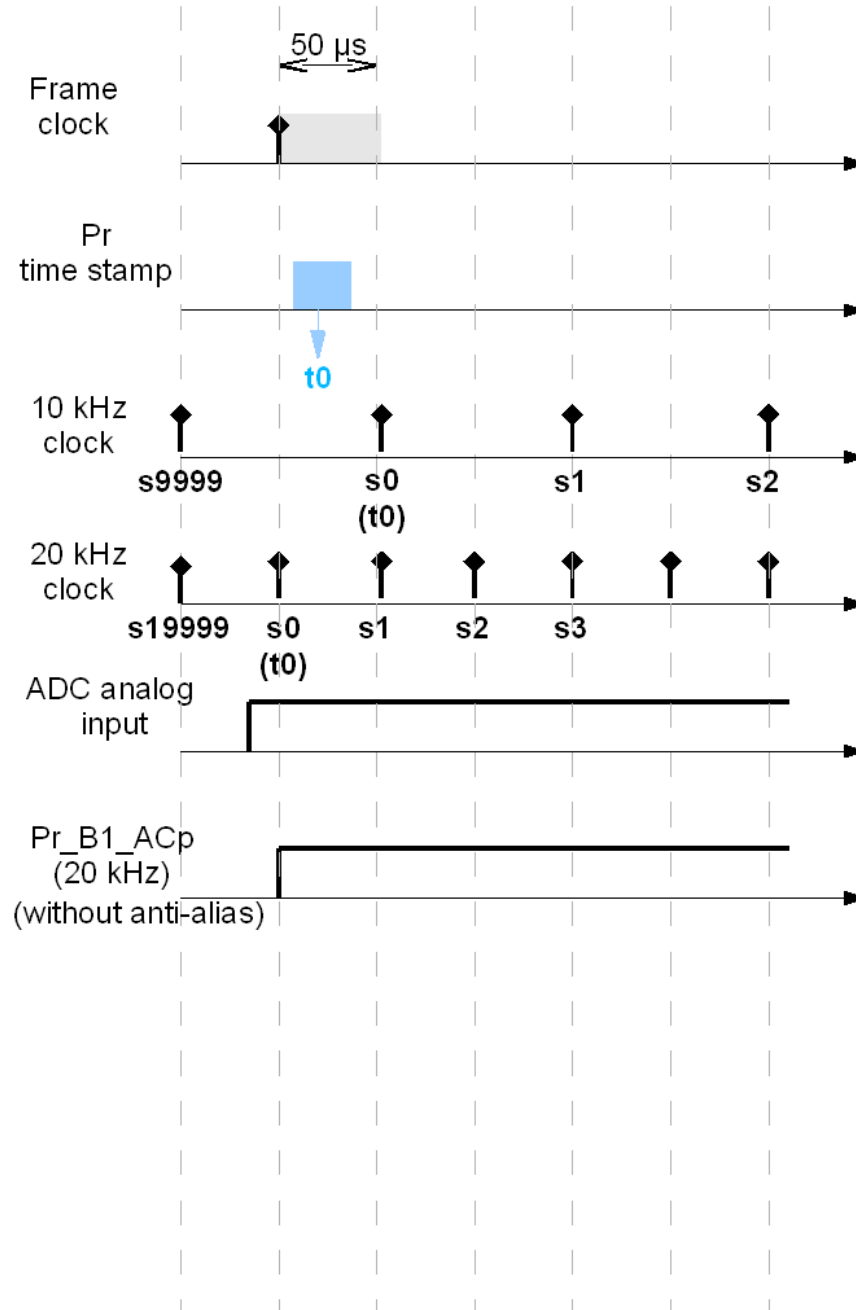 50 µs
Frame
clock
Pr
time stamp
t0
10 kHz
clock
s9999 s0 s1 s2
(t0)
20 kHz
clock
s19999 s0 s1 s2 s3
(t0)
ADC analog
input
Pr_B1_ACp
(20 kHz)
(without anti-alias)